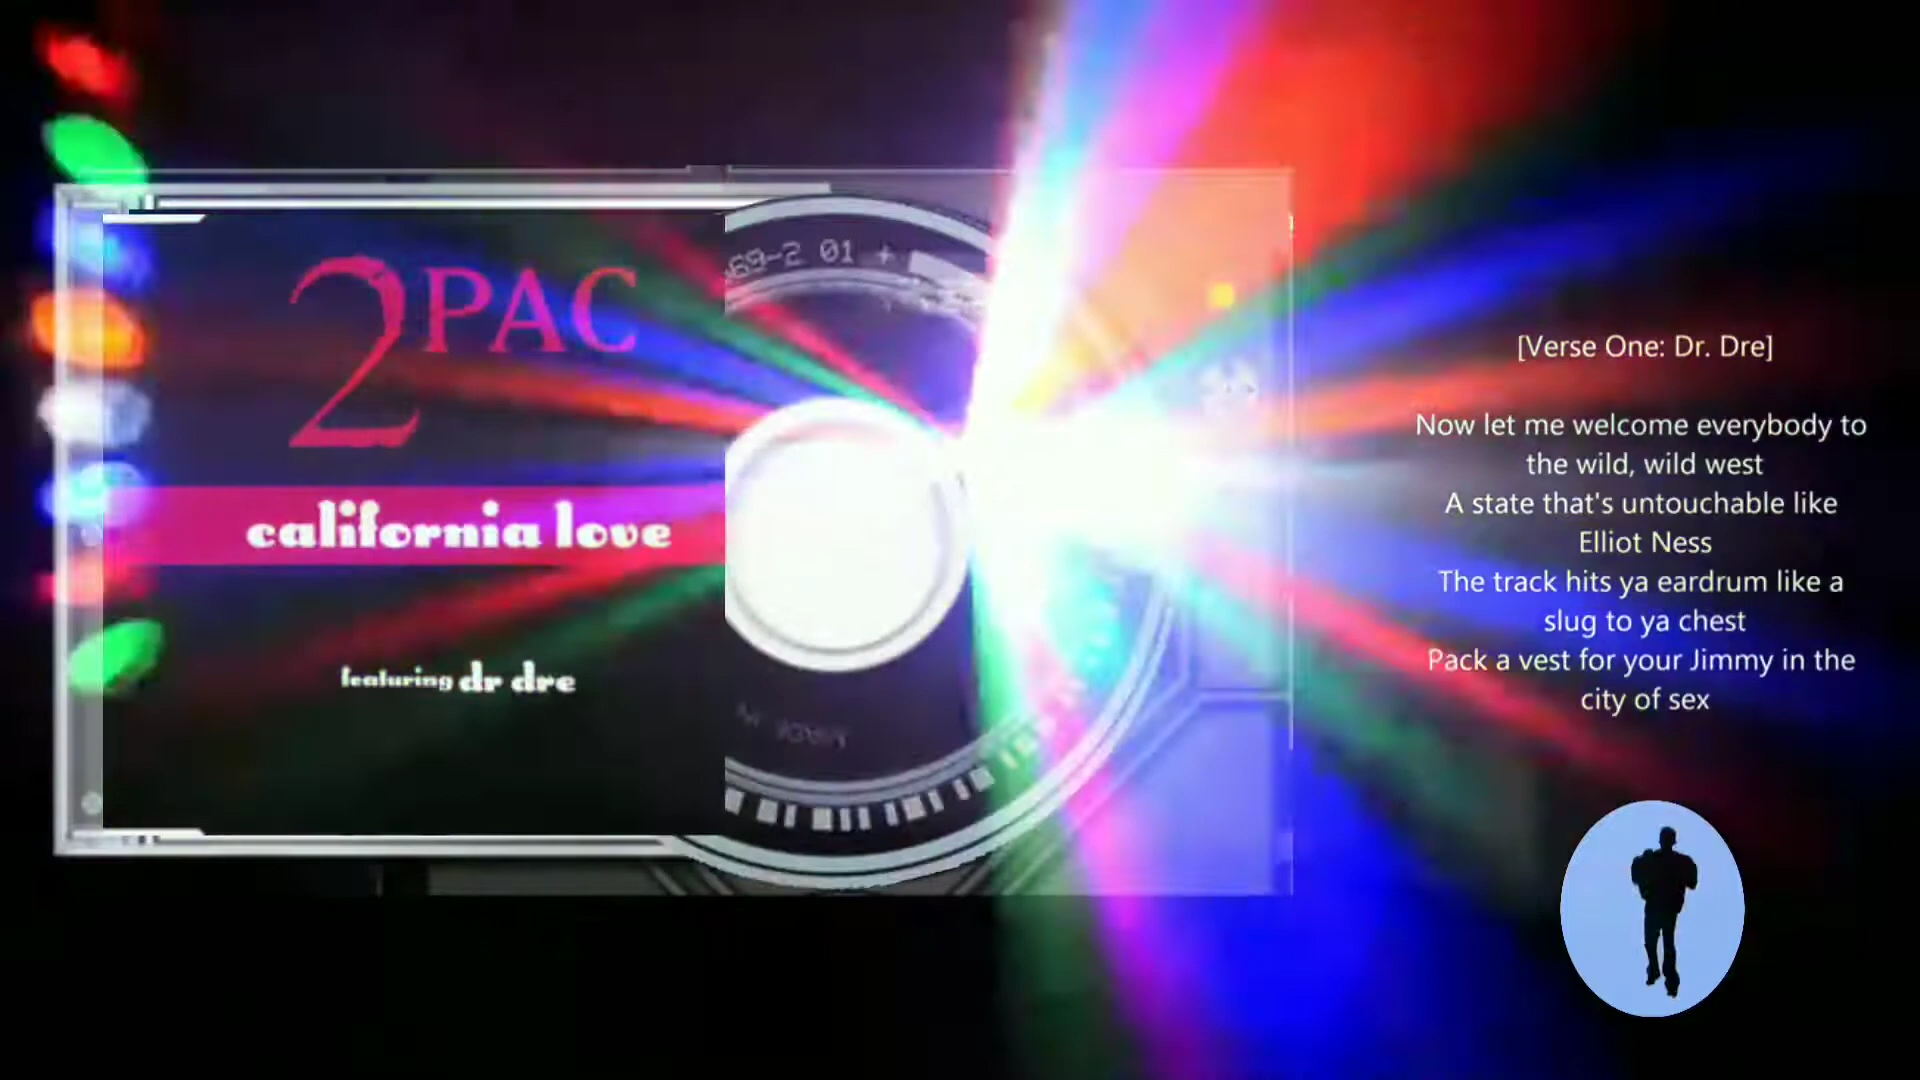 2PAC
california love
featuring dr dre
69-2 01 +
[Verse One: Dr. Dre]
Now let me welcome everybody to
the wild, wild west
A state that's untouchable like
Elliot Ness
The track hits ya eardrum like a
slug to ya chest
Pack a vest for your Jimmy in the
city of sex